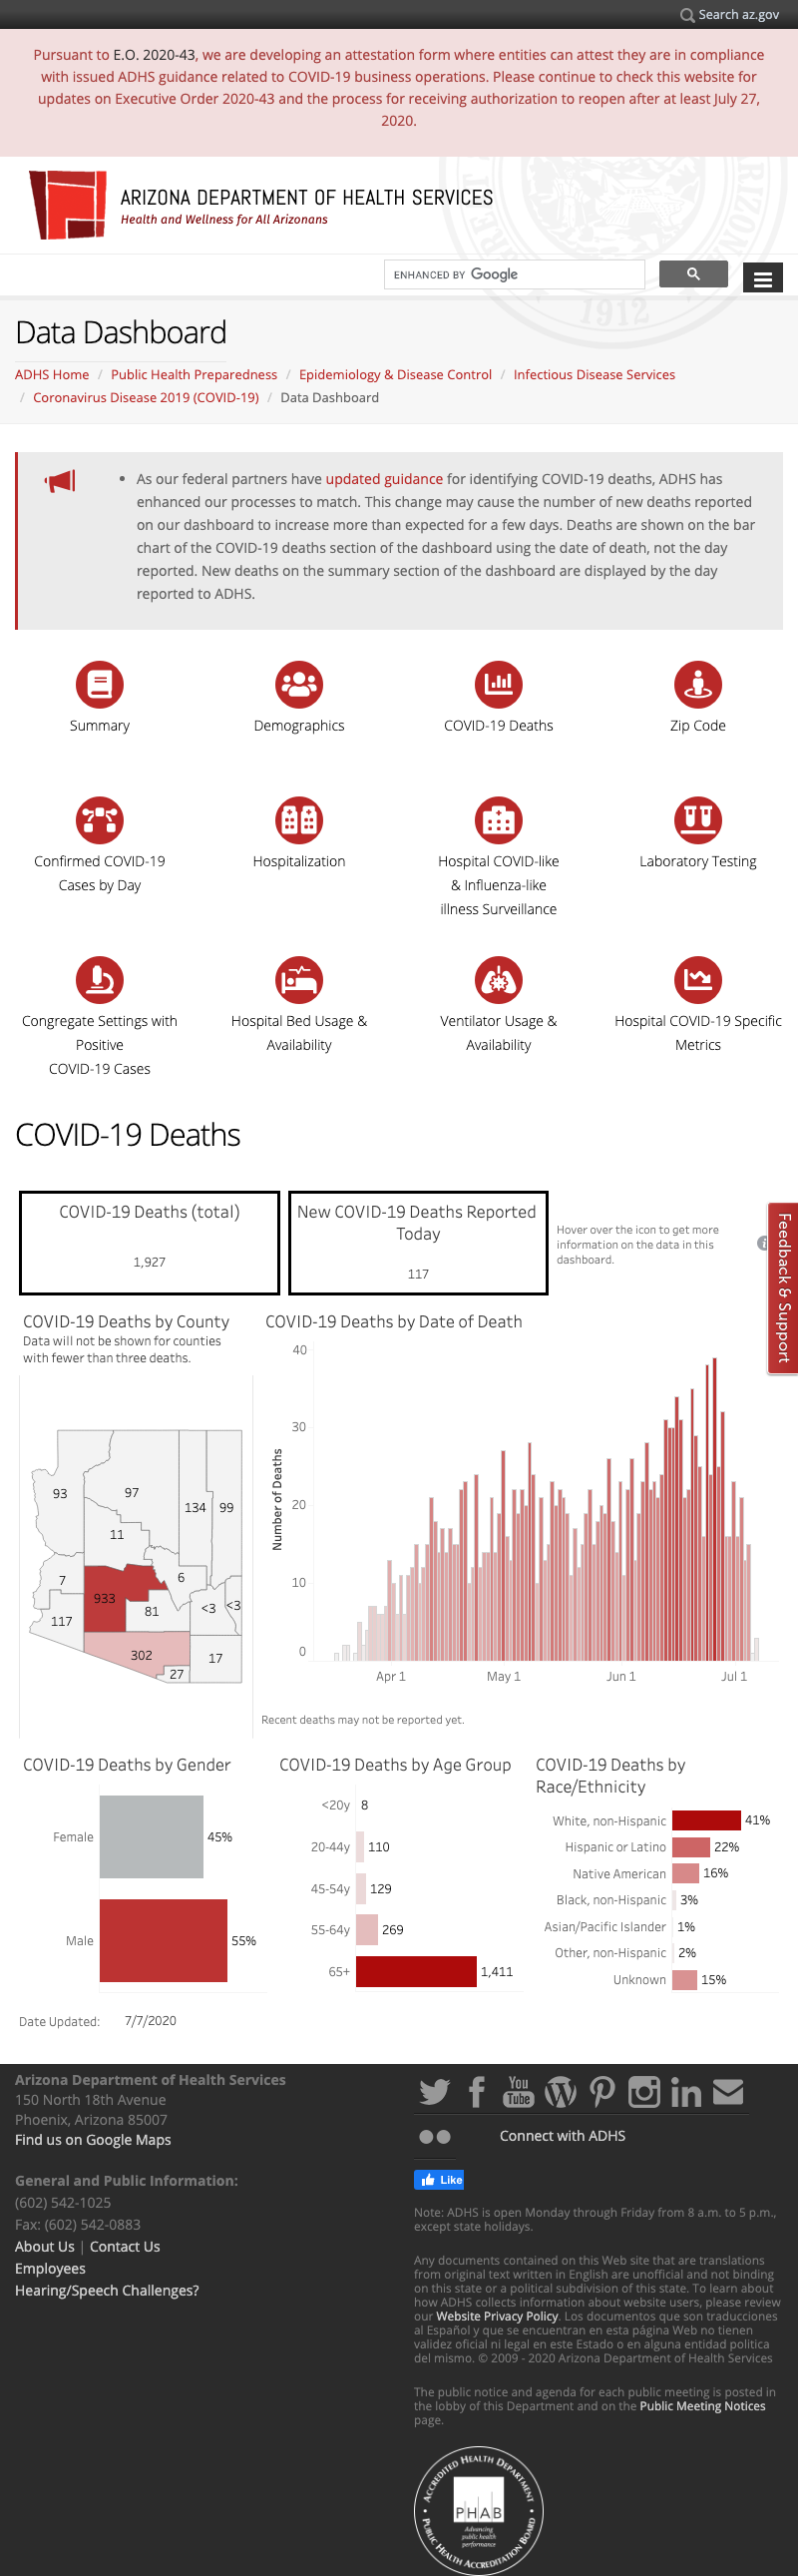 Search az.gov
Pursuant to E.O. 2020-43, we are developing an attestation form where entities can attest they are in compliance
with issued ADHS guidance related to COVID-19 business operations. Please continue to check this website for
updates on Executive Order 2020-43 and the process for receiving authorization to reopen after at least July 27,
2020.
ARIZONA DEPARTMENT OF HEALTH SERVICES
Health and Wellness for All Arizonans
ENHANCED BY Google
1912
Data Dashboard
ADHS Home / Public Health Preparedness / Epidemiology & Disease Control / Infectious Disease Services
/ Coronavirus Disease 2019 (COVID-19) / Data Dashboard
• As our federal partners have updated guidance for identifying COVID-19 deaths, ADHS has
enhanced our processes to match. This change may cause the number of new deaths reported
on our dashboard to increase more than expected for a few days. Deaths are shown on the bar
chart of the COVID-19 deaths section of the dashboard using the date of death, not the day
reported. New deaths on the summary section of the dashboard are displayed by the day
reported to ADHS.
Summary
Demographics
COVID-19 Deaths
Zip Code
Confirmed COVID-19
Cases by Day
Hospitalization
Hospital COVID-like
& Influenza-like
illness Surveillance
Laboratory Testing
Congregate Settings with
Positive
COVID-19 Cases
Hospital Bed Usage &
Availability
Ventilator Usage &
Availability
Hospital COVID-19 Specific
Metrics
COVID-19 Deaths
COVID-19 Deaths (total)
1,927
New COVID-19 Deaths Reported
Today
117
Hover over the icon to get more
information on the data in this
dashboard.
Feedback & Support
COVID-19 Deaths by County
Data will not be shown for counties
with fewer than three deaths.
93
97
134
99
11
7
6
933
81
<3
<3
117
302
17
27
COVID-19 Deaths by Date of Death
Number of Deaths
40
30
20
10
0
Apr 1
May 1
Jun 1
Jul 1
Recent deaths may not be reported yet.
COVID-19 Deaths by Gender
Female 45%
Male 55%
COVID-19 Deaths by Age Group
<20y 8
20-44y 110
45-54y 129
55-64y 269
65+ 1,411
COVID-19 Deaths by
Race/Ethnicity
White, non-Hispanic 41%
Hispanic or Latino 22%
Native American 16%
Black, non-Hispanic 3%
Asian/Pacific Islander 1%
Other, non-Hispanic 2%
Unknown 15%
Date Updated: 7/7/2020
Arizona Department of Health Services
150 North 18th Avenue
Phoenix, Arizona 85007
Find us on Google Maps
General and Public Information:
(602) 542-1025
Fax: (602) 542-0883
About Us | Contact Us
Employees
Hearing/Speech Challenges?
You
Tube
Connect with ADHS
Like
Note: ADHS is open Monday through Friday from 8 a.m. to 5 p.m.,
except state holidays.
Any documents contained on this Web site that are translations
from original text written in English are unofficial and not binding
on this state or a political subdivision of this state. To learn about
how ADHS collects information about website users, please review
our Website Privacy Policy. Los documentos que son traducciones
al Español y que se encuentran en esta página Web no tienen
validez oficial ni legal en este Estado o en alguna entidad política
del mismo. © 2009 - 2020 Arizona Department of Health Services
The public notice and agenda for each public meeting is posted in
the lobby of this Department and on the Public Meeting Notices
page.
ACCREDITED HEALTH DEPARTMENT
PHAB
Advancing
public health
performance
PUBLIC HEALTH ACCREDITATION BOARD